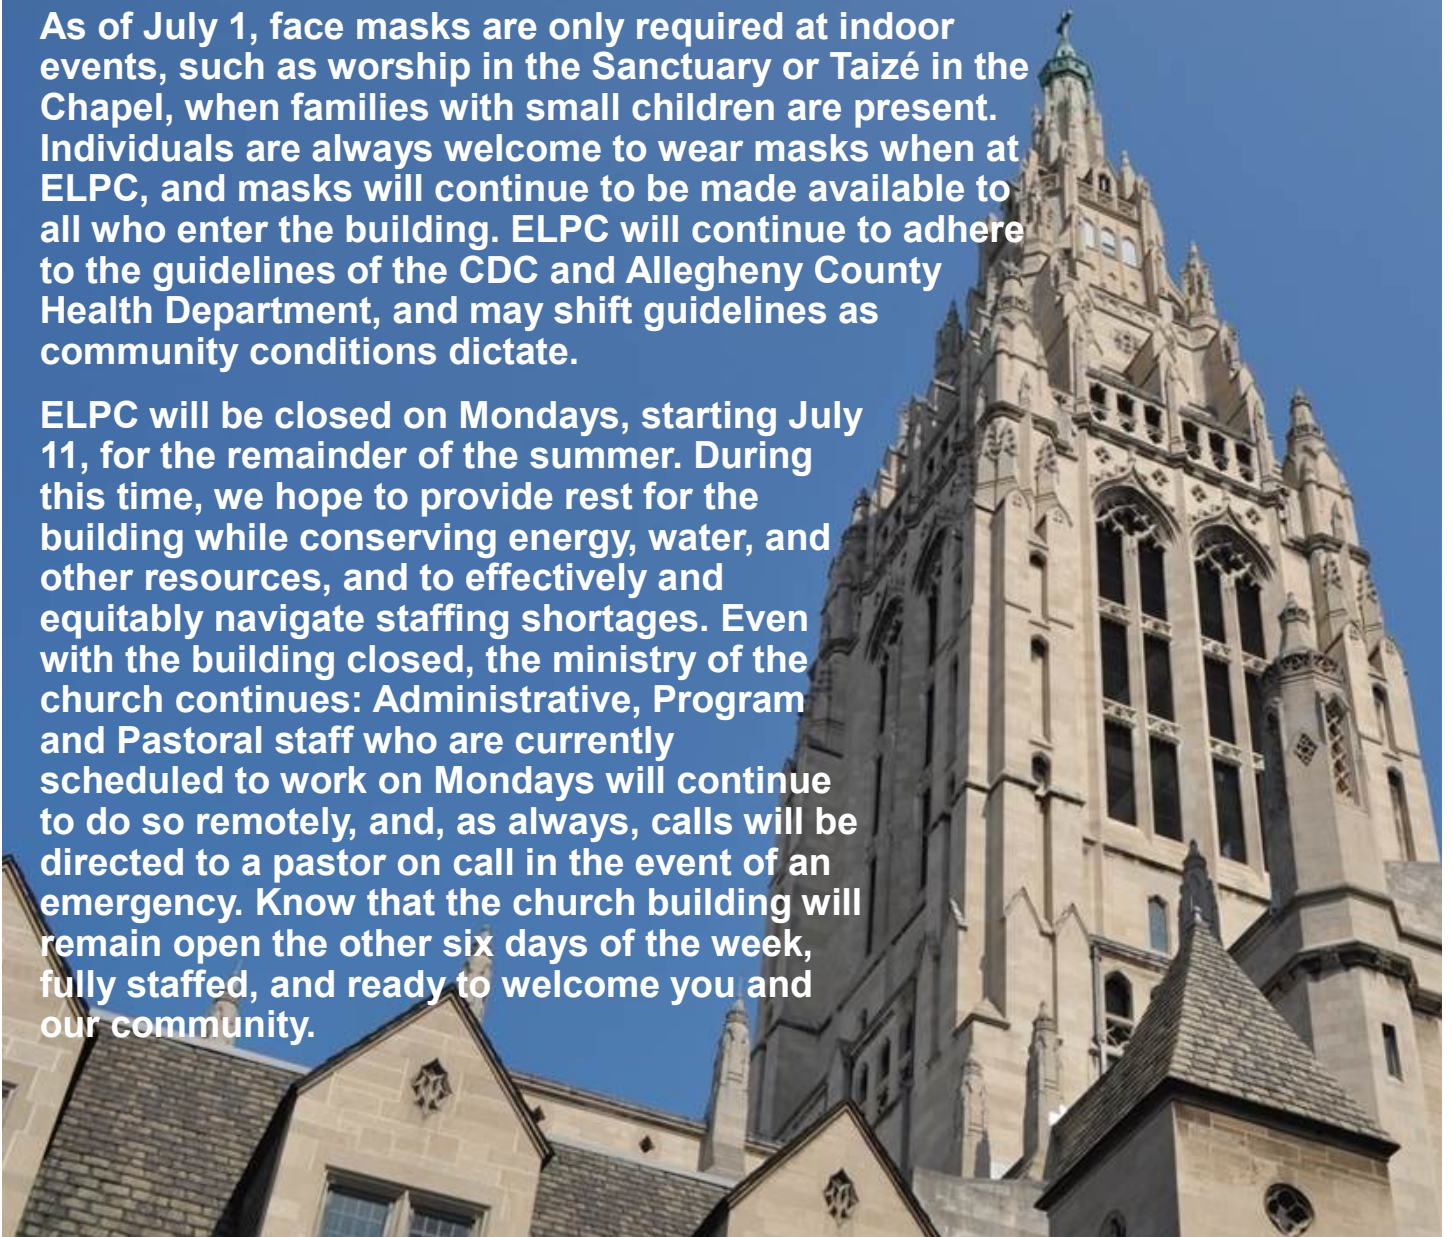 As of July 1, face masks are only required at indoor
events, such as worship in the Sanctuary or Taizé in the
Chapel, when families with small children are present.
Individuals are always welcome to wear masks when at
ELPC, and masks will continue to be made available to
all who enter the building. ELPC will continue to adhere
to the guidelines of the CDC and Allegheny County
Health Department, and may shift guidelines as
community conditions dictate.
ELPC will be closed on Mondays, starting July
11, for the remainder of the summer. During
this time, we hope to provide rest for the
building while conserving energy, water, and
other resources, and to effectively and
equitably navigate staffing shortages. Even
with the building closed, the ministry of the
church continues: Administrative, Program
and Pastoral staff who are currently
scheduled to work on Mondays will continue
to do so remotely, and, as always, calls will be
directed to a pastor on call in the event of an
emergency. Know that the church building will
remain open the other six days of the week,
fully staffed, and ready to welcome you and
our community.